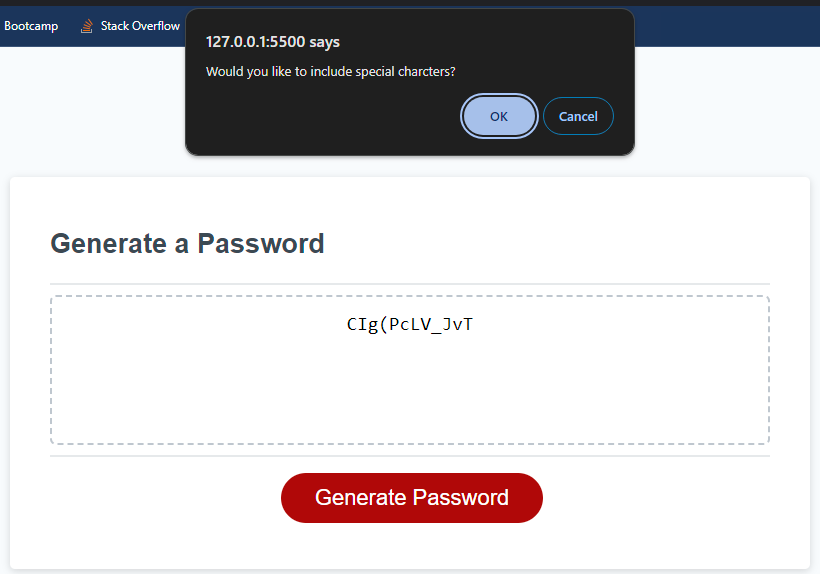 Bootcamp
Stack Overflow
127.0.0.1:5500 says
Would you like to include special charcters?
OK
Cancel
Generate a Password
CIg(PcLV_JvT
Generate Password